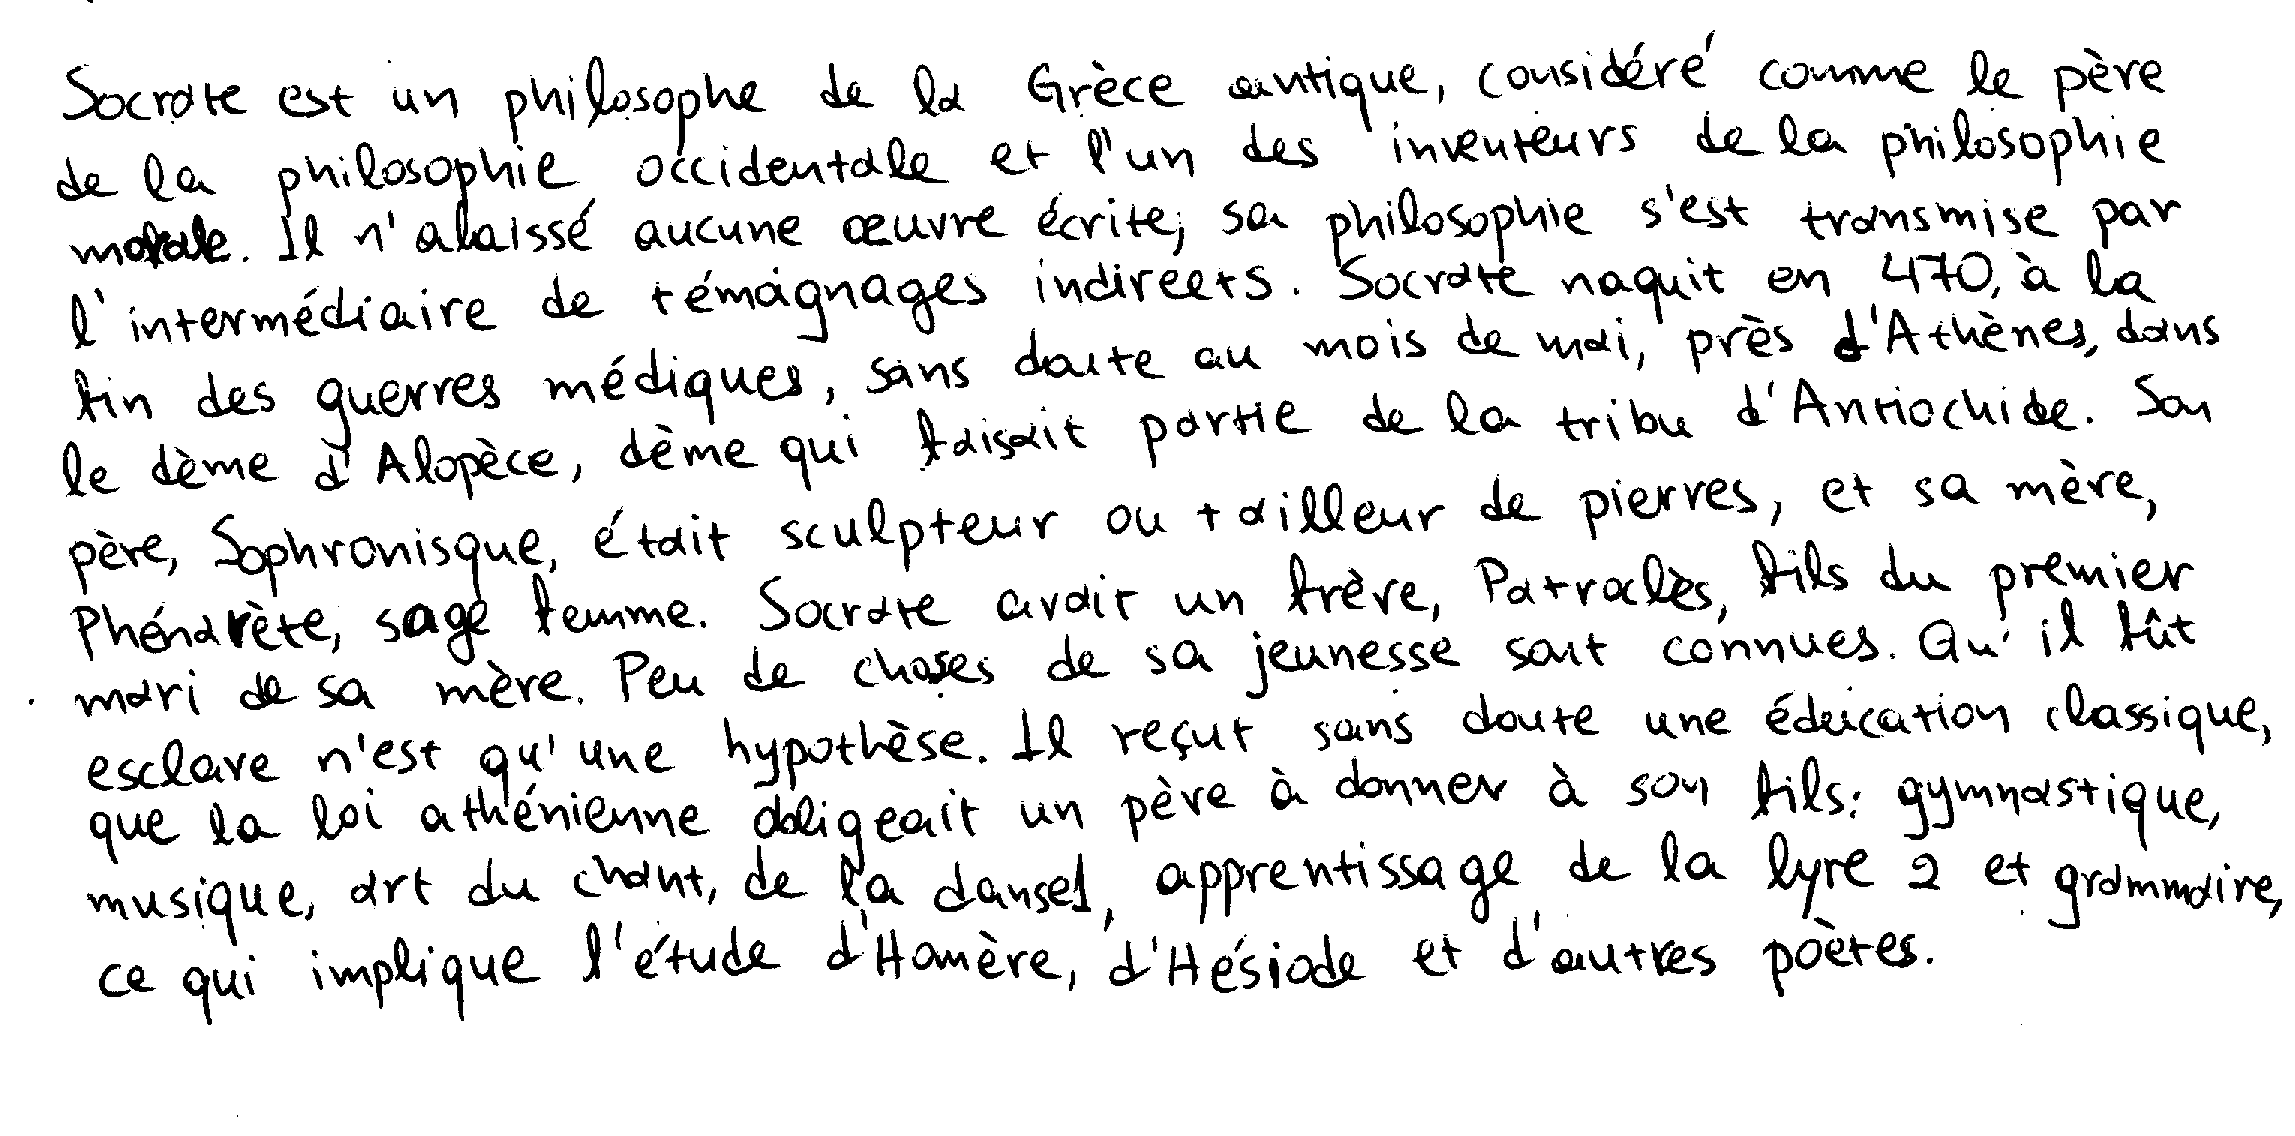 Socrate est un philosophe de la Grèce antique, considéré comme le père
de la philosophie occidentale et l'un des inventeurs de la philosophie
morale. Il n'a laissé aucune œuvre écrite; sa philosophie s'est transmise par
l'intermédiaire de témoignages indirects. Socrate naquit en 470, à la
fin des guerres médiques, sans doute au mois de mai, près d'Athènes, dans
le dème d'Alopèce, dème qui faisait partie de la tribu d'Antiochide. Son
père, Sophronisque, était sculpteur ou tailleur de pierres, et sa mère,
Phénarète, sage femme. Socrate avait un frère, Patroclès, fils du premier
mari de sa mère. Peu de choses de sa jeunesse sont connues. Qu'il fût
esclave n'est qu'une hypothèse. Il reçut sans doute une éducation classique,
que la loi athénienne obligeait un père à donner à son fils: gymnastique,
musique, art du chant, de la danse1, apprentissage de la lyre 2 et grammaire,
ce qui implique l'étude d'Homère, d'Hésiode et d'autres poètes.